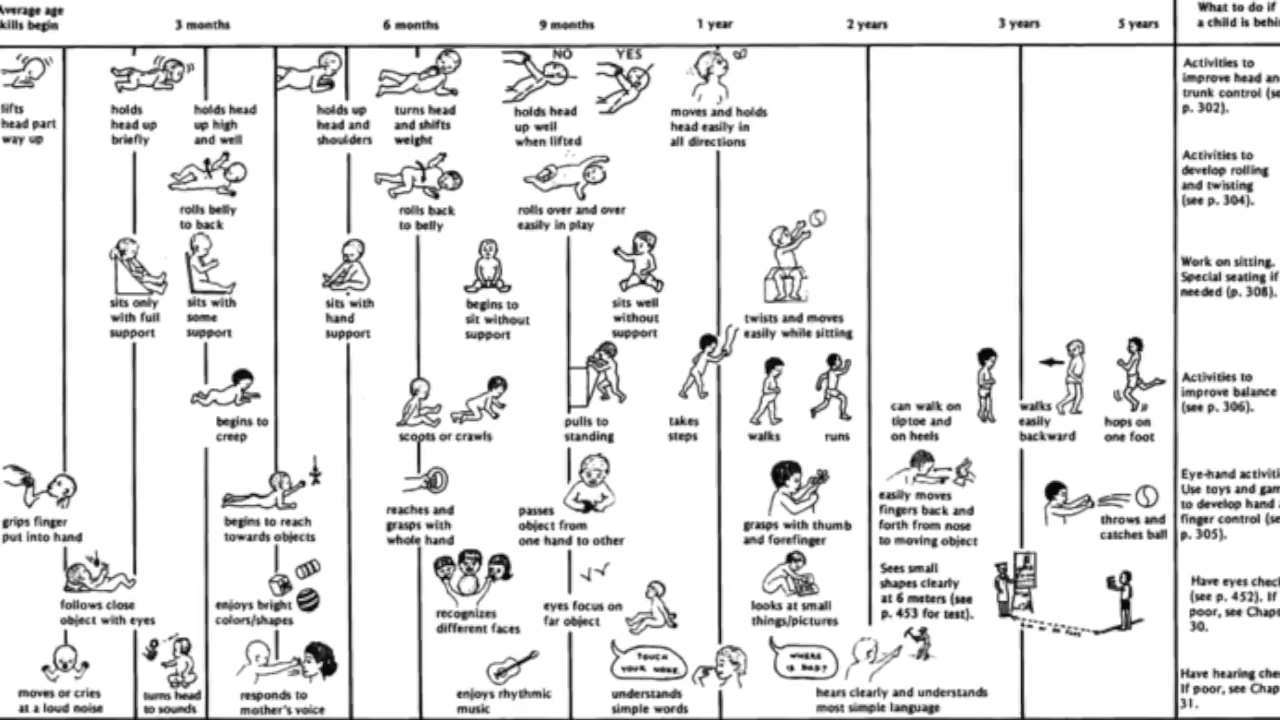 Average age
skills begin
3 months
6 months
9 months
1 year
2 years
3 years
5 years
What to do if
a child is behin
lifts
head part
way up
holds
head up
briefly
holds head
up high
and well
holds up
head and
shoulders
turns head
and shifts
weight
NO
YES
holds head
up well
when lifted
moves and holds
head easily in
all directions
Activities to
improve head an
trunk control (se
p. 302).
rolls belly
to back
rolls back
to belly
rolls over and over
easily in play
Activities to
develop rolling
and twisting
(see p. 304).
sits only
with full
support
sits with
some
support
sits with
hand
support
begins to
sit without
support
sits well
without
support
twists and moves
easily while sitting
Work on sitting.
Special seating if
needed (p. 308).
begins to
creep
scoots or crawls
pulls to
standing
takes
steps
walks
runs
can walk on
tiptoe and
on heels
walks
easily
backward
hops on
one foot
Activities to
improve balance
(see p. 306).
grips finger
put into hand
begins to reach
towards objects
reaches and
grasps with
whole hand
passes
object from
one hand to other
grasps with thumb
and forefinger
easily moves
fingers back and
forth from nose
to moving object
throws and
catches ball
Eye-hand activiti
Use toys and gam
to develop hand a
finger control (se
p. 305).
follows close
object with eyes
enjoys bright
colors/shapes
recognizes
different faces
eyes focus on
far object
looks at small
things/pictures
Sees small
shapes clearly
at 6 meters (see
p. 453 for test).
Have eyes check
(see p. 452). If
poor, see Chapt
30.
moves or cries
at a loud noise
turns head
to sounds
responds to
mother's voice
enjoys rhythmic
music
TOUCH
YOUR NOSE
understands
simple words
WHERE
IS DAD?
hears clearly and understands
most simple language
Have hearing chec
If poor, see Chap
31.